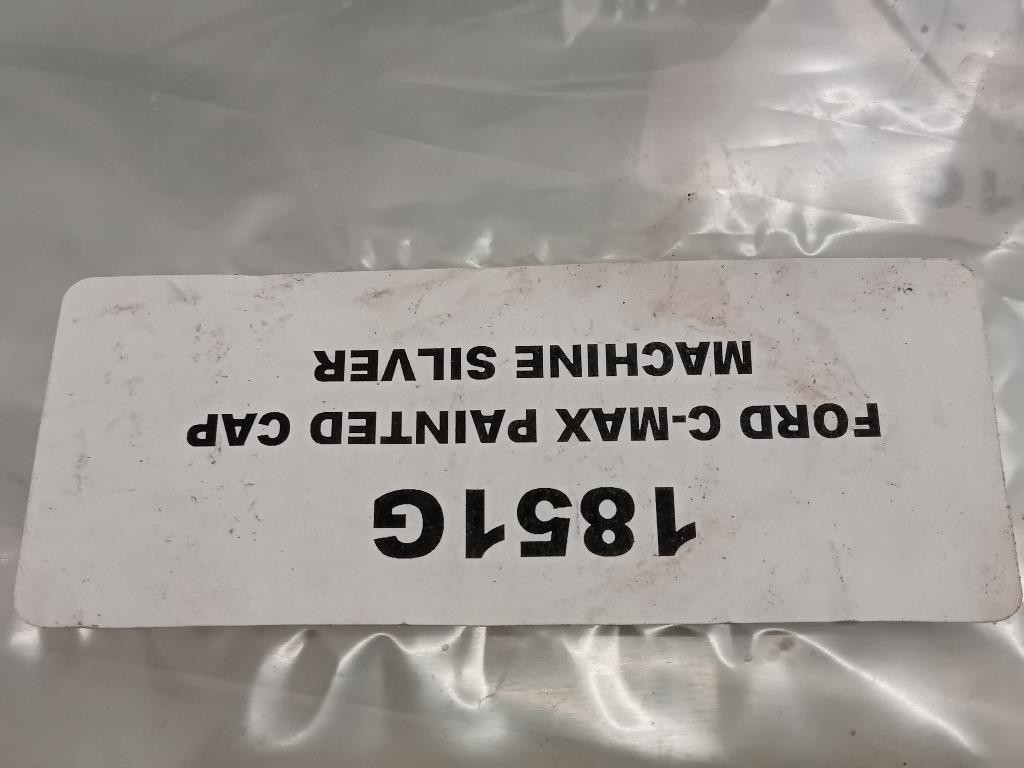 1851G
FORD C-MAX PAINTED CAP
MACHINE SILVER